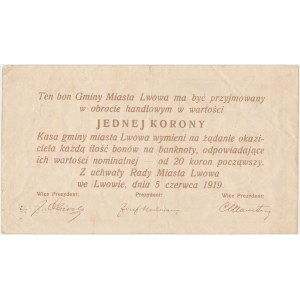 Ten bon Gminy Miasta Lwowa ma być przyjmowany
w obrocie handlowym w wartości
JEDNEJ KORONY
Kasa gminy miasta Lwowa wymieni na żądanie okazi-
ciela każdą ilość bonów na banknoty, odpowiadające
ich wartości nominalnej — od 20 koron począwszy.
Z uchwały Rady Miasta Lwowa
we Lwowie, dnia 5 czerwca 1919.
Wice Prezydent: Prezydent: Wice Prezydent: